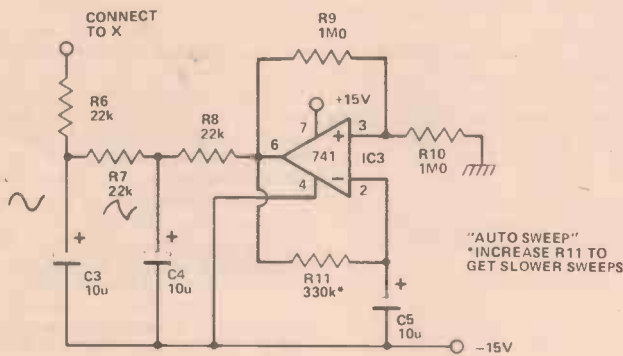 CONNECT
TO X
R6
22k
R7
22k
R8
22k
R9
1M0
+15V
7
6
741
4
3
+
IC3
−
2
R10
1M0
R11
330k*
+
C3
10u
+
C4
10u
+
C5
10u
"AUTO SWEEP"
*INCREASE R11 TO
GET SLOWER SWEEPS
−15V